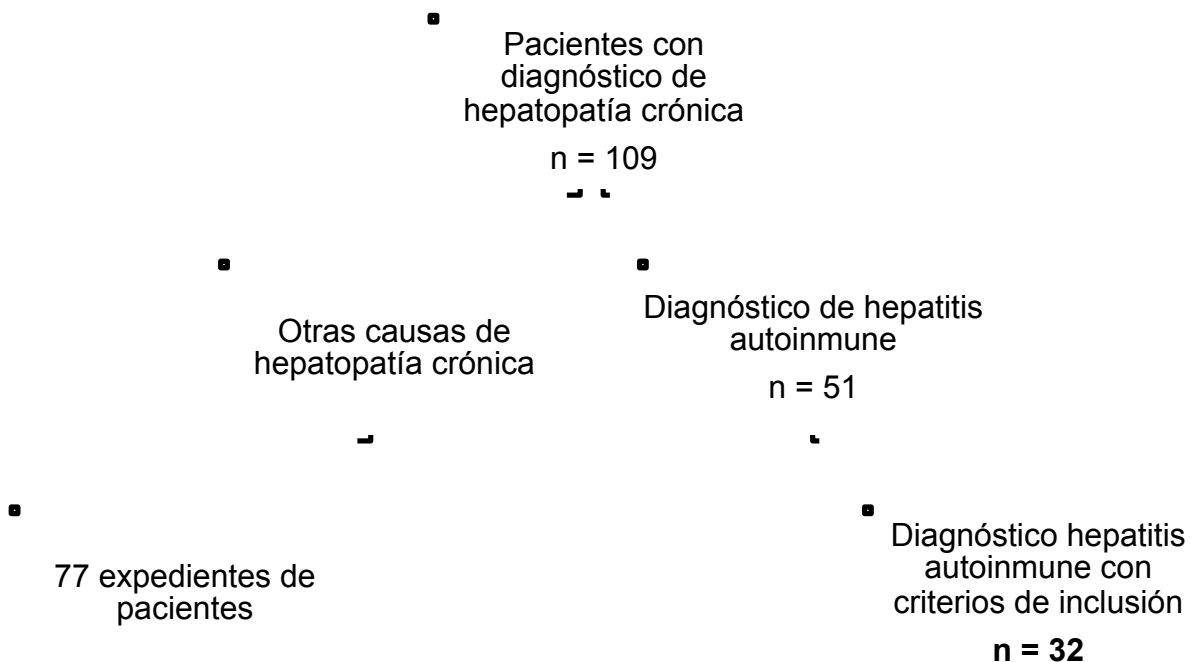 Pacientes con
diagnóstico de
hepatopatía crónica
n = 109
Otras causas de
hepatopatía crónica
Diagnóstico de hepatitis
autoinmune
n = 51
77 expedientes de
pacientes
Diagnóstico hepatitis
autoinmune con
criterios de inclusión
n = 32